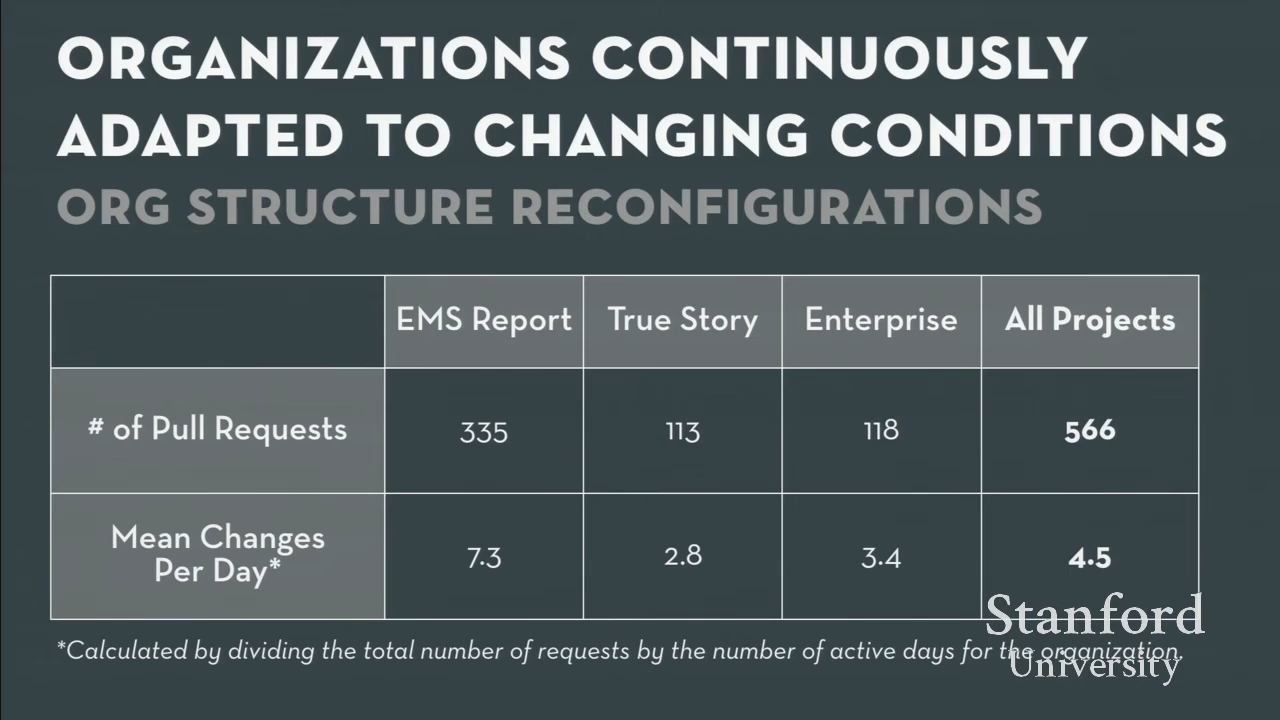 ORGANIZATIONS CONTINUOUSLY
ADAPTED TO CHANGING CONDITIONS
ORG STRUCTURE RECONFIGURATIONS
EMS Report True Story Enterprise All Projects
# of Pull Requests 335 113 118 566
Mean Changes
Per Day* 7.3 2.8 3.4 4.5
*Calculated by dividing the total number of requests by the number of active days for the organization.
Stanford
University